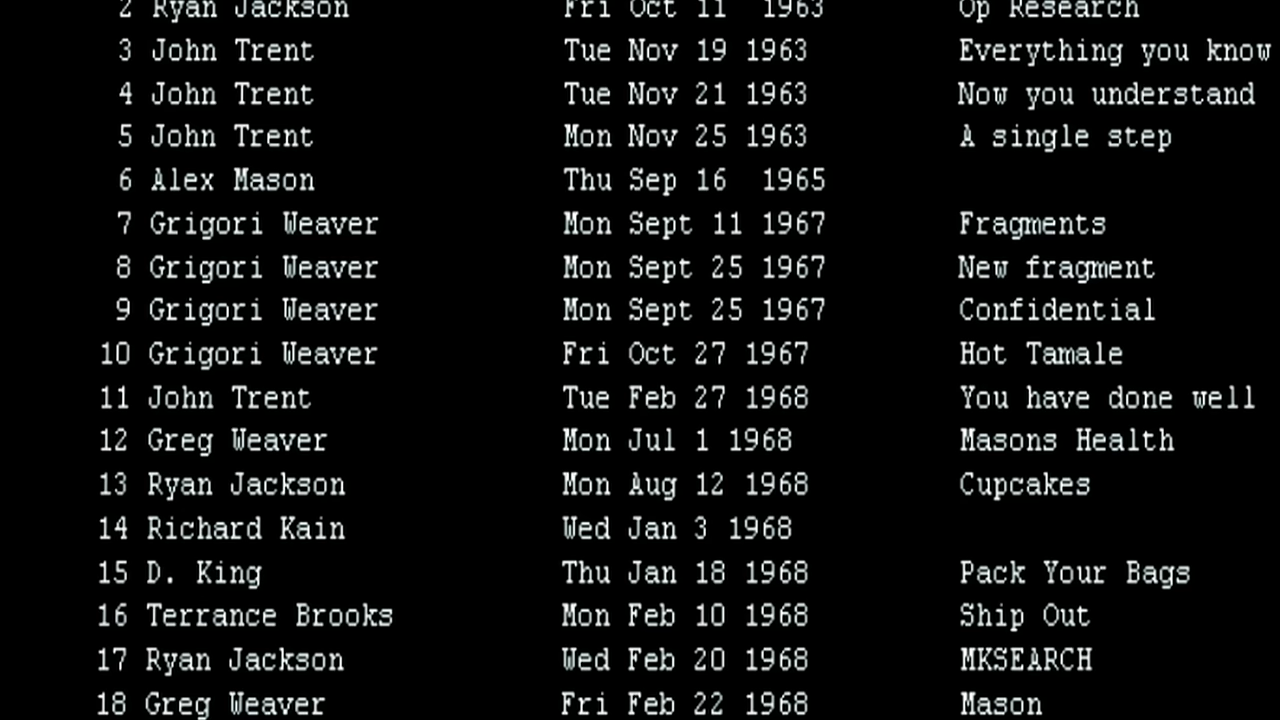 2 Ryan Jackson Fri Oct 11 1963 Op Research
3 John Trent Tue Nov 19 1963 Everything you know
4 John Trent Tue Nov 21 1963 Now you understand
5 John Trent Mon Nov 25 1963 A single step
6 Alex Mason Thu Sep 16 1965
7 Grigori Weaver Mon Sept 11 1967 Fragments
8 Grigori Weaver Mon Sept 25 1967 New fragment
9 Grigori Weaver Mon Sept 25 1967 Confidential
10 Grigori Weaver Fri Oct 27 1967 Hot Tamale
11 John Trent Tue Feb 27 1968 You have done well
12 Greg Weaver Mon Jul 1 1968 Masons Health
13 Ryan Jackson Mon Aug 12 1968 Cupcakes
14 Richard Kain Wed Jan 3 1968
15 D. King Thu Jan 18 1968 Pack Your Bags
16 Terrance Brooks Mon Feb 10 1968 Ship Out
17 Ryan Jackson Wed Feb 20 1968 MKSEARCH
18 Greg Weaver Fri Feb 22 1968 Mason